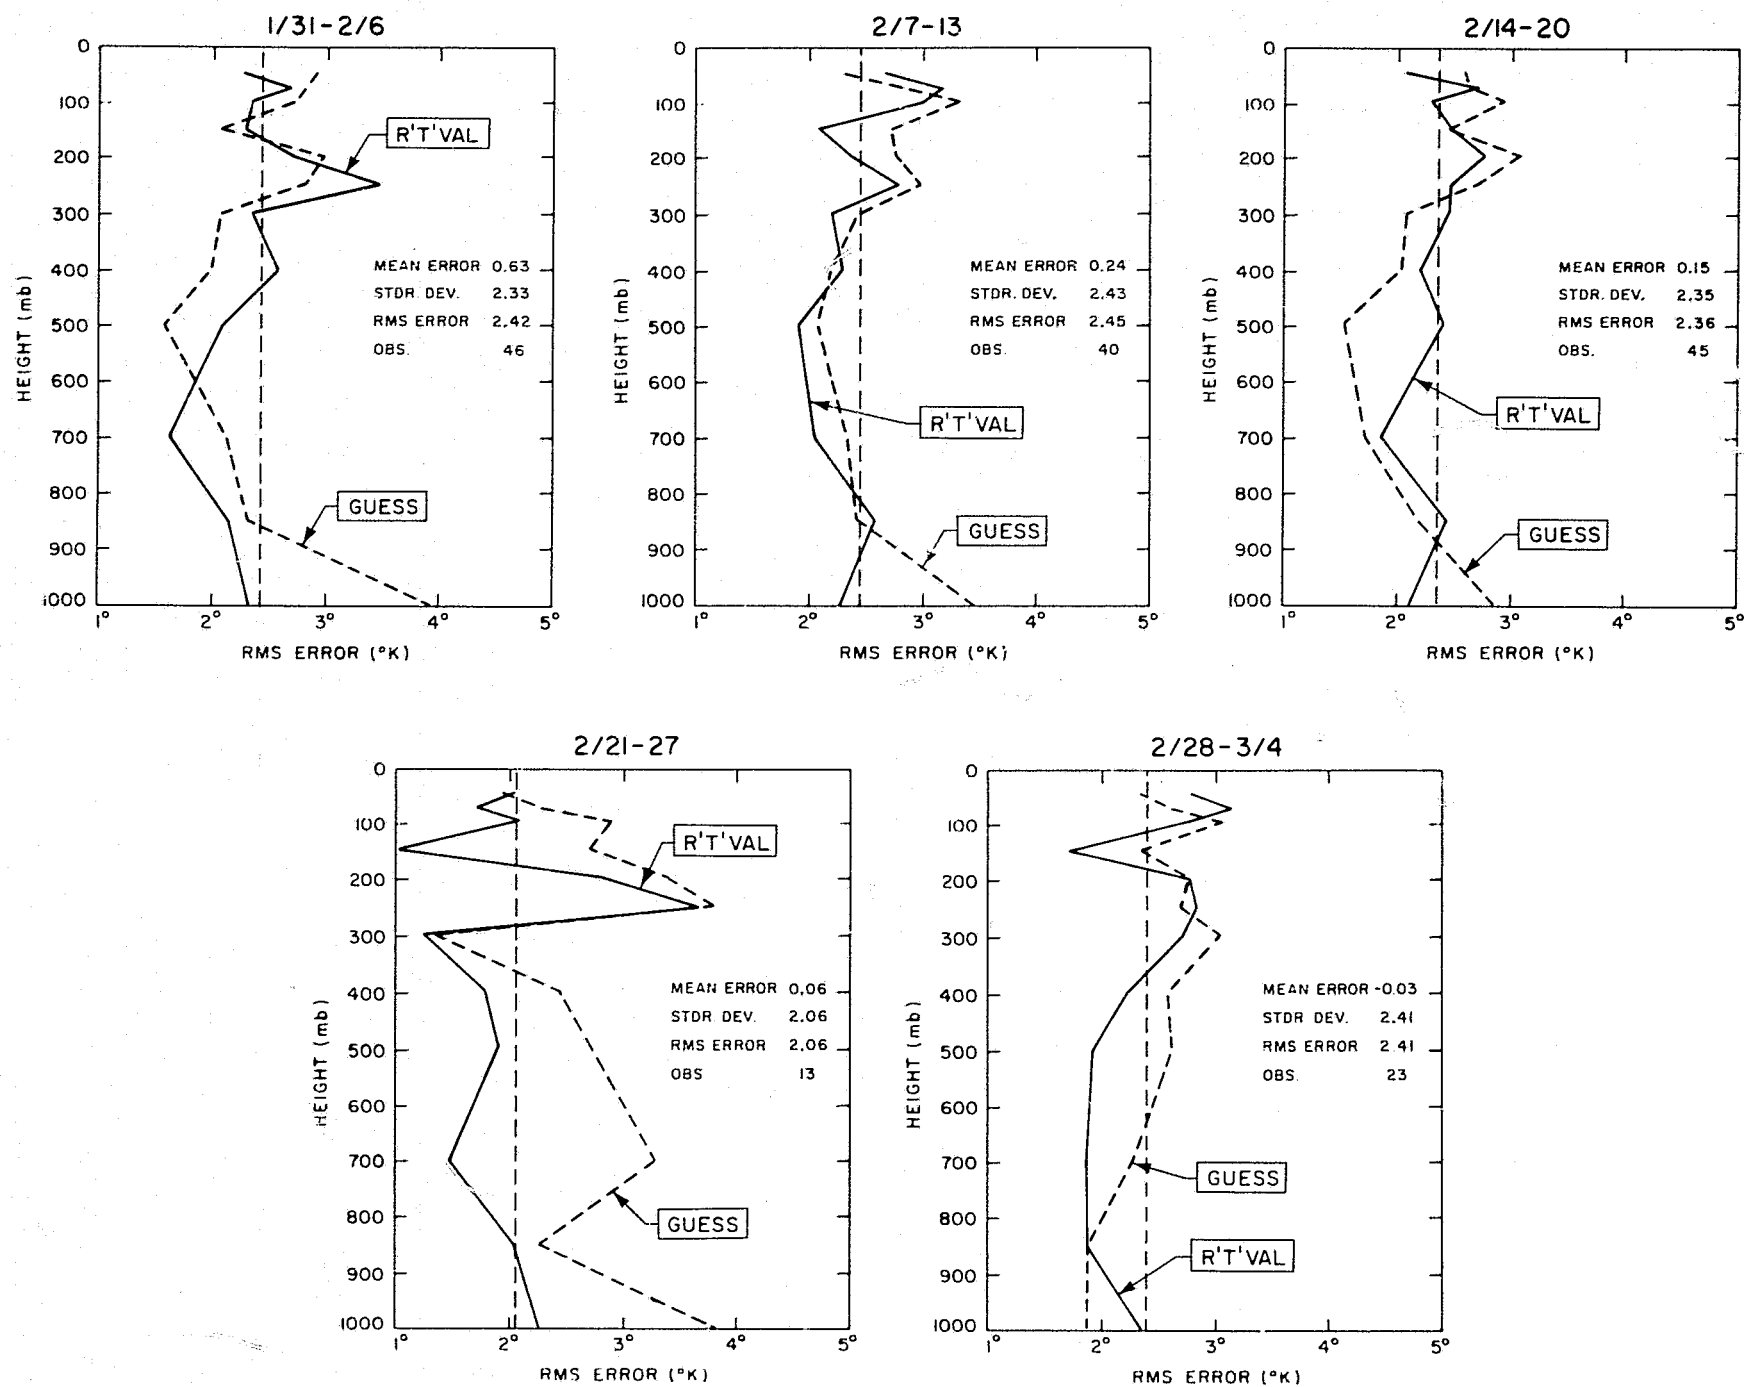 1/31-2/6
0
100
200
300
400
500
600
700
800
900
1000
HEIGHT (mb)
R'T'VAL
MEAN ERROR 0.63
STDR. DEV. 2.33
RMS ERROR 2.42
OBS. 46
GUESS
1° 2° 3° 4° 5°
RMS ERROR (°K)
2/7-13
0
100
200
300
400
500
600
700
800
900
1000
HEIGHT (mb)
MEAN ERROR 0.24
STDR. DEV. 2.43
RMS ERROR 2.45
OBS. 40
R'T'VAL
GUESS
1° 2° 3° 4° 5°
RMS ERROR (°K)
2/14-20
0
100
200
300
400
500
600
700
800
900
1000
HEIGHT (mb)
MEAN ERROR 0.15
STDR. DEV. 2.35
RMS ERROR 2.36
OBS. 45
R'T'VAL
GUESS
1° 2° 3° 4° 5°
RMS ERROR (°K)
2/21-27
0
100
200
300
400
500
600
700
800
900
1000
HEIGHT (mb)
R'T'VAL
MEAN ERROR 0.06
STDR. DEV. 2.06
RMS ERROR 2.06
OBS 13
GUESS
1° 2° 3° 4° 5°
RMS ERROR (°K)
2/28-3/4
0
100
200
300
400
500
600
700
800
900
1000
HEIGHT (mb)
MEAN ERROR -0.03
STDR DEV. 2.41
RMS ERROR 2.41
OBS. 23
GUESS
R'T'VAL
1° 2° 3° 4° 5°
RMS ERROR (°K)